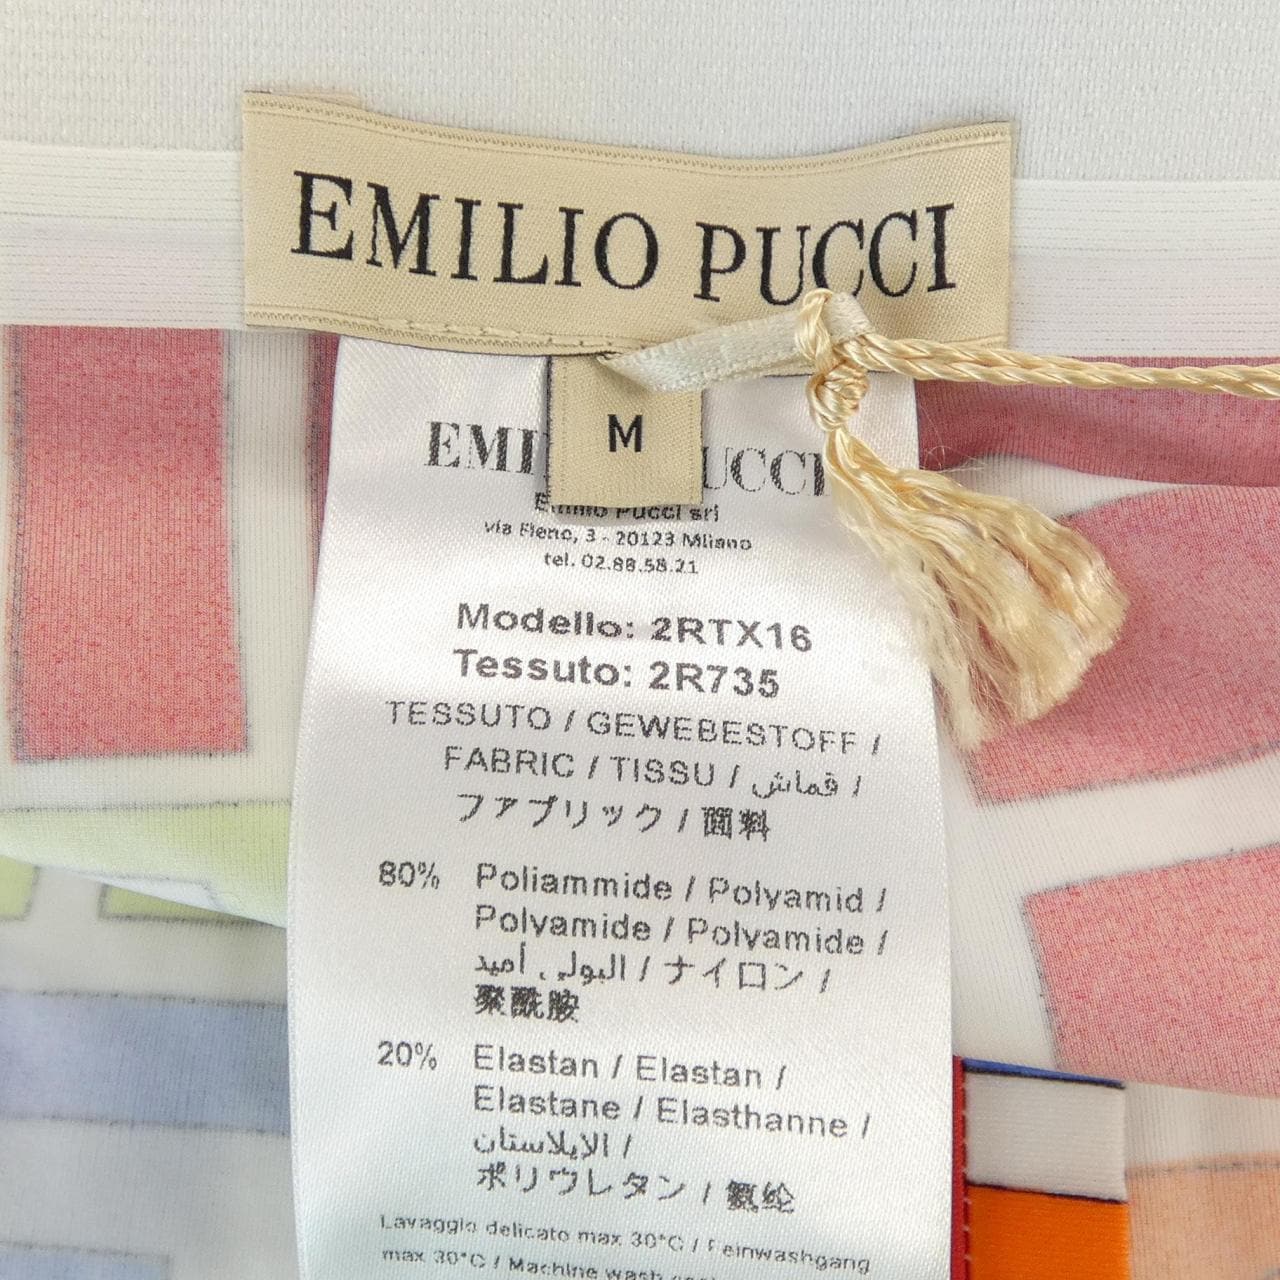 EMILIO PUCCI
M
EMI UCCI
Emilio Pucci srl
via Fieno, 3 - 20123 Milano
tel. 02.88.58.21
Modello: 2RTX16
Tessuto: 2R735
TESSUTO / GEWEBESTOFF /
FABRIC / TISSU / قماش /
ファブリック / 面料
80% Poliammide / Polyamid /
Polyamide / Polyamide /
البولي أميد / ナイロン /
聚酰胺
20% Elastan / Elastan /
Elastane / Elasthanne /
الإيلاستان /
ポリウレタン / 氨纶
Lavaggio delicato max 30°C / Feinwashgang
max 30°C / Machine wash